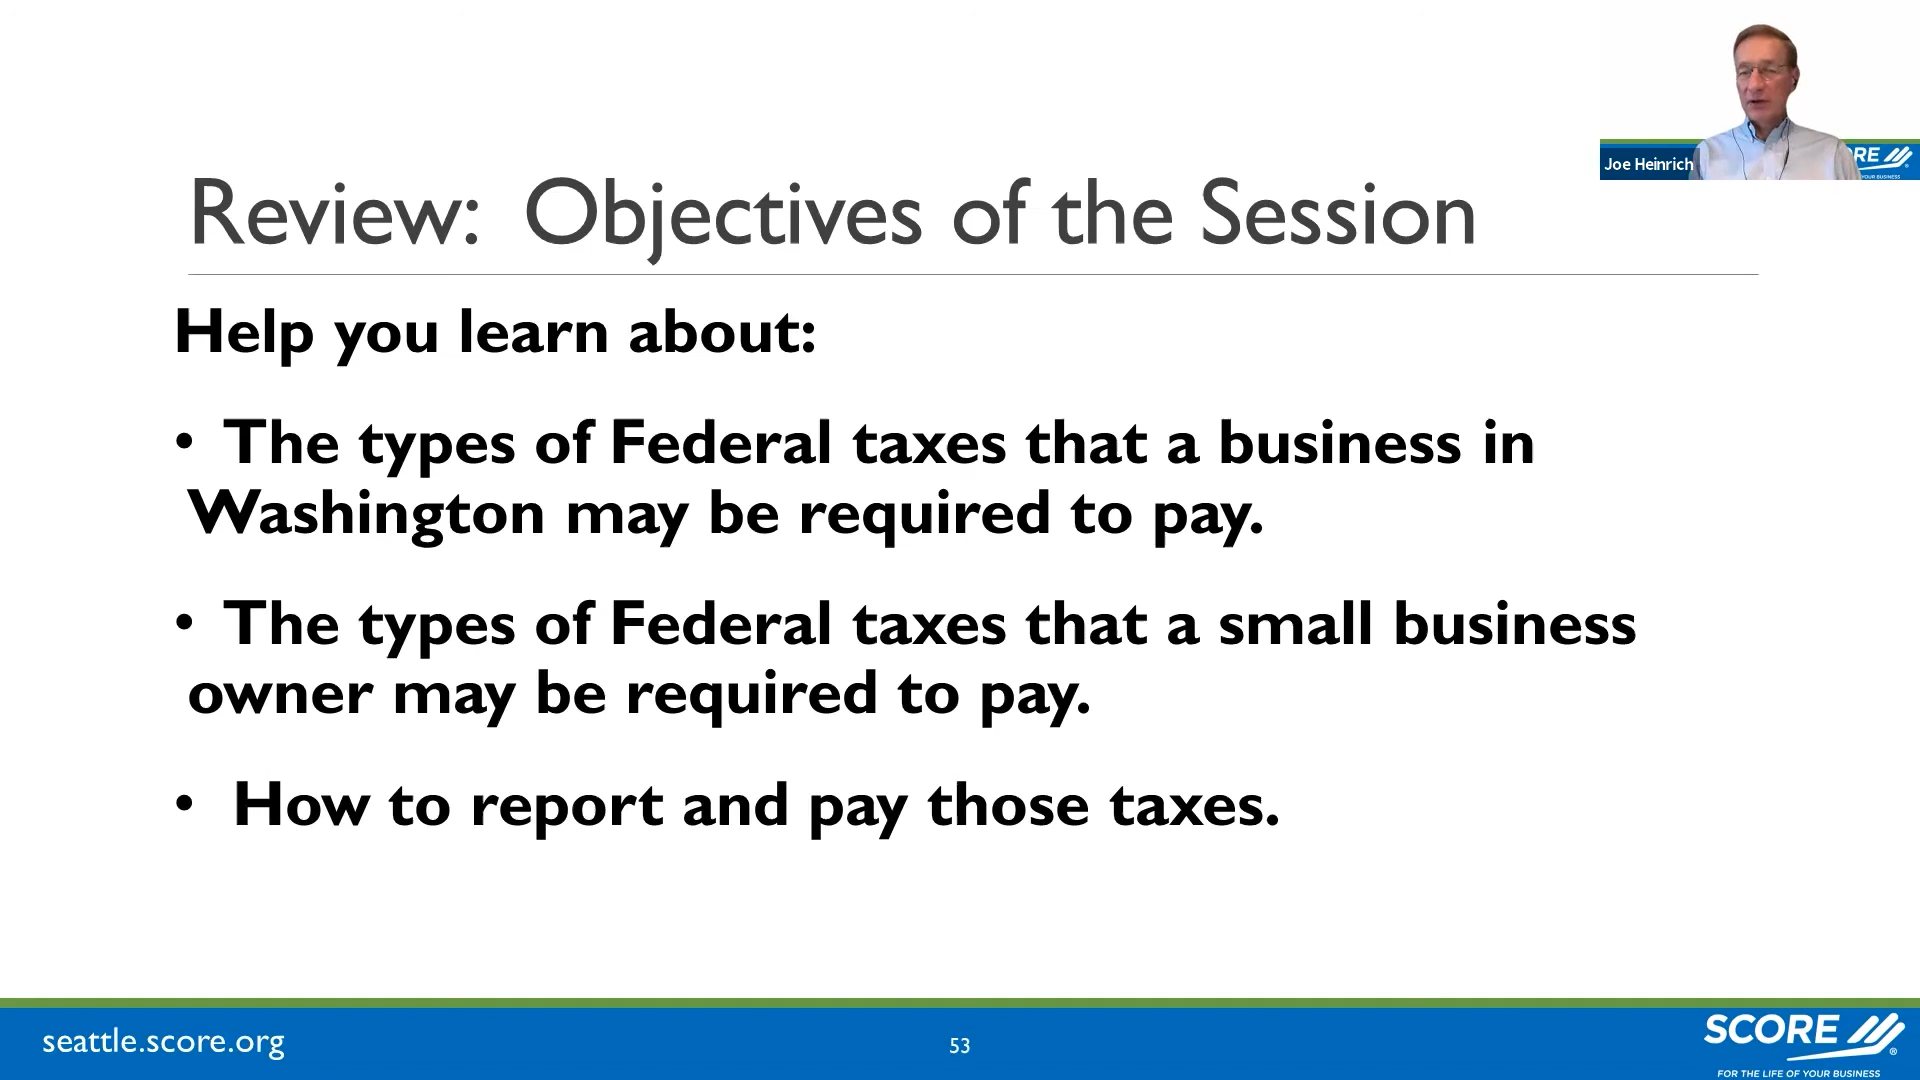 Joe Heinrich
ORE
YOUR BUSINESS
Review: Objectives of the Session
Help you learn about:
• The types of Federal taxes that a business in
Washington may be required to pay.
• The types of Federal taxes that a small business
owner may be required to pay.
• How to report and pay those taxes.
seattle.score.org
53
SCORE
®
FOR THE LIFE OF YOUR BUSINESS